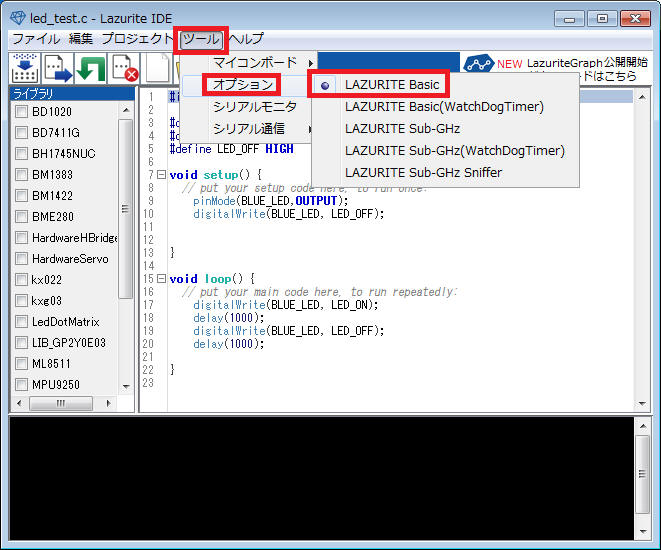 led_test.c - Lazurite IDE
ファイル 編集 プロジェクト ツール ヘルプ
マイコンボード
オプション
シリアルモニタ
シリアル通信
LAZURITE Basic
LAZURITE Basic(WatchDogTimer)
LAZURITE Sub-GHz
LAZURITE Sub-GHz(WatchDogTimer)
LAZURITE Sub-GHz Sniffer
NEW LazuriteGraph公開開始
ードはこちら
ライブラリ
BD1020
BD7411G
BH1745NUC
BM1383
BM1422
BME280
HardwareHBridge
HardwareServo
kx022
kxg03
LedDotMatrix
LIB_GP2Y0E03
ML8511
MPU9250
1 #i
2
3 #d
4 #d
5 #define LED_OFF HIGH
6
7 void setup() {
8 // put your setup code here, to run once:
9 pinMode(BLUE_LED,OUTPUT);
10 digitalWrite(BLUE_LED, LED_OFF);
11
12
13 }
14
15 void loop() {
16 // put your main code here, to run repeatedly:
17 digitalWrite(BLUE_LED, LED_ON);
18 delay(1000);
19 digitalWrite(BLUE_LED, LED_OFF);
20 delay(1000);
21
22 }
23